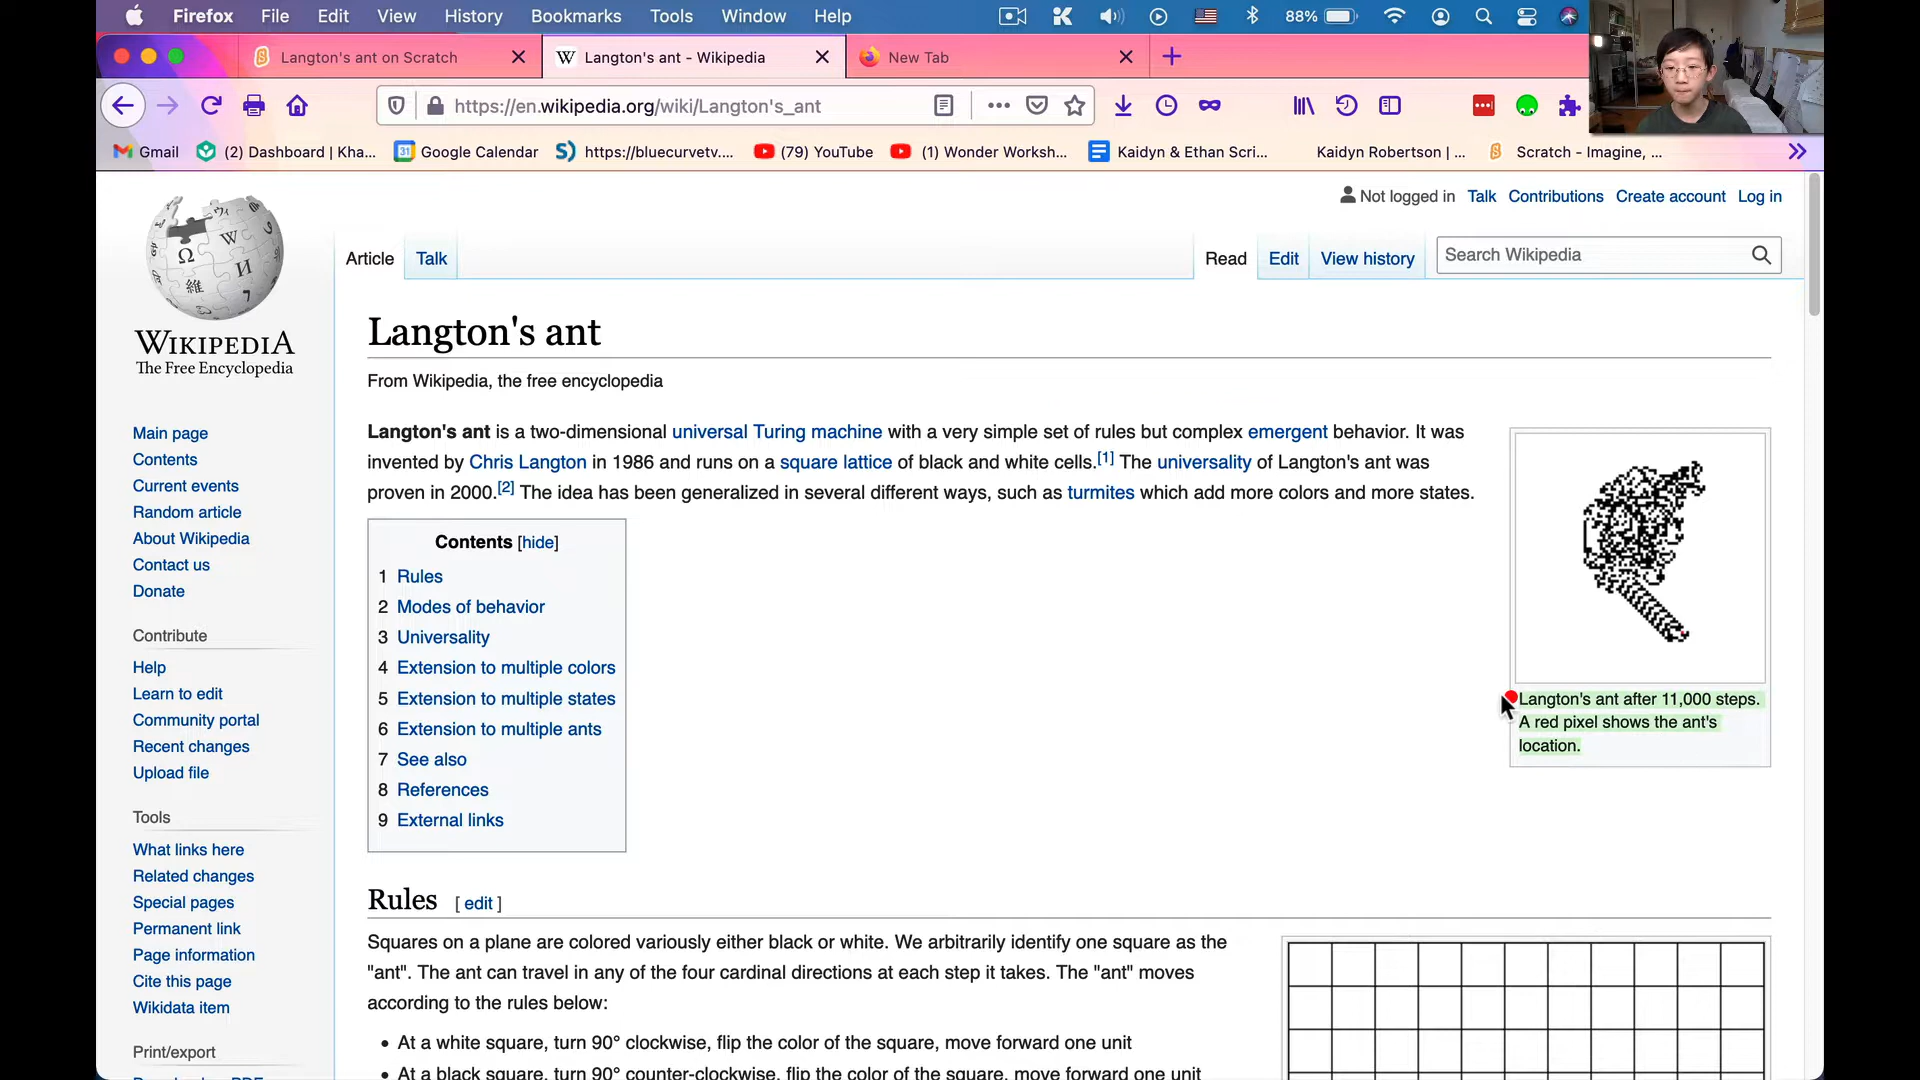 Firefox File Edit View History Bookmarks Tools Window Help 88%
Langton's ant on Scratch Langton's ant - Wikipedia New Tab
https://en.wikipedia.org/wiki/Langton's_ant
Gmail (2) Dashboard | Kha... 31 Google Calendar https://bluecurvetv.... (79) YouTube (1) Wonder Worksh... Kaidyn & Ethan Scri... Kaidyn Robertson | ... Scratch - Imagine, ...
Not logged in Talk Contributions Create account Log in
Article Talk Read Edit View history Search Wikipedia
WIKIPEDIA
The Free Encyclopedia
Main page
Contents
Current events
Random article
About Wikipedia
Contact us
Donate
Contribute
Help
Learn to edit
Community portal
Recent changes
Upload file
Tools
What links here
Related changes
Special pages
Permanent link
Page information
Cite this page
Wikidata item
Print/export
Langton's ant
From Wikipedia, the free encyclopedia
Langton's ant is a two-dimensional universal Turing machine with a very simple set of rules but complex emergent behavior. It was
invented by Chris Langton in 1986 and runs on a square lattice of black and white cells.[1] The universality of Langton's ant was
proven in 2000.[2] The idea has been generalized in several different ways, such as turmites which add more colors and more states.
Contents [hide]
1 Rules
2 Modes of behavior
3 Universality
4 Extension to multiple colors
5 Extension to multiple states
6 Extension to multiple ants
7 See also
8 References
9 External links
Langton's ant after 11,000 steps.
A red pixel shows the ant's
location.
Rules [ edit ]
Squares on a plane are colored variously either black or white. We arbitrarily identify one square as the
"ant". The ant can travel in any of the four cardinal directions at each step it takes. The "ant" moves
according to the rules below:
• At a white square, turn 90° clockwise, flip the color of the square, move forward one unit
• At a black square, turn 90° counter-clockwise, flip the color of the square, move forward one unit